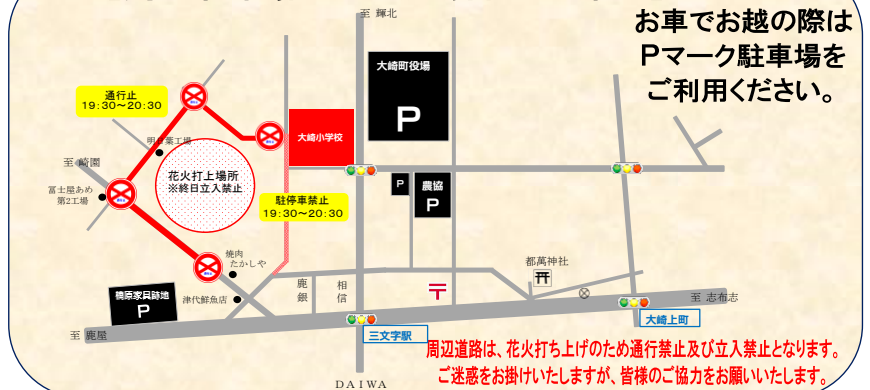 至 輝北
お車でお越の際は
Pマーク駐車場を
ご利用ください。
大崎町役場
P
通行止
19:30～20:30
大崎小学校
明日葉工場
至 崎園
花火打上場所
※終日立入禁止
P
農協
P
冨士屋あめ
第2工場
駐停車禁止
19:30～20:30
焼肉
たかしや
都萬神社
鹿銀
相信
〒
津代鮮魚店
家具跡地
P
至 志布志
大崎上町
至 鹿屋
三文字駅
周辺道路は、花火打ち上げのため通行禁止及び立入禁止となります。
ご迷惑をお掛けいたしますが、皆様のご協力をお願いいたします。
DAIWA